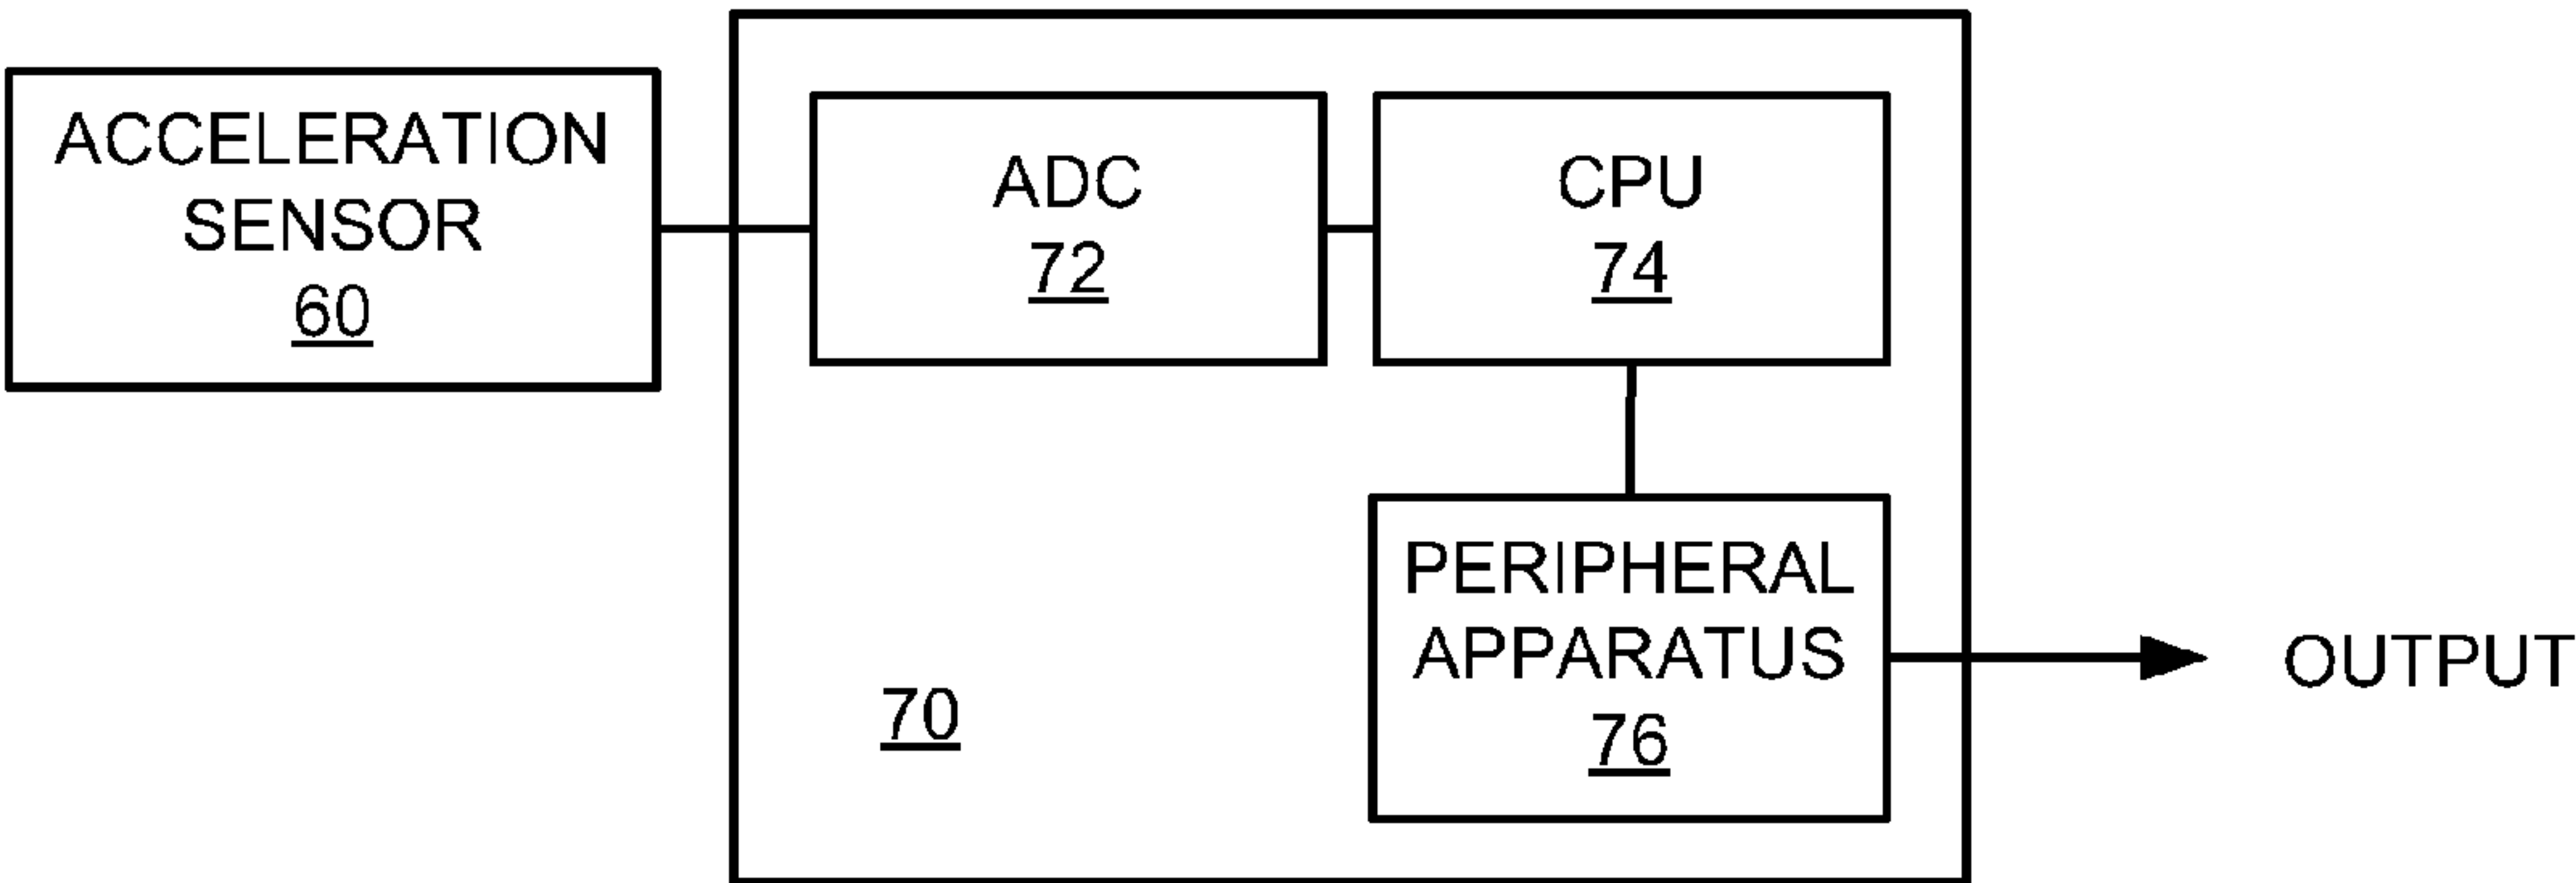 ACCELERATION
SENSOR
60
ADC
72
CPU
74
PERIPHERAL
APPARATUS
76
70
OUTPUT